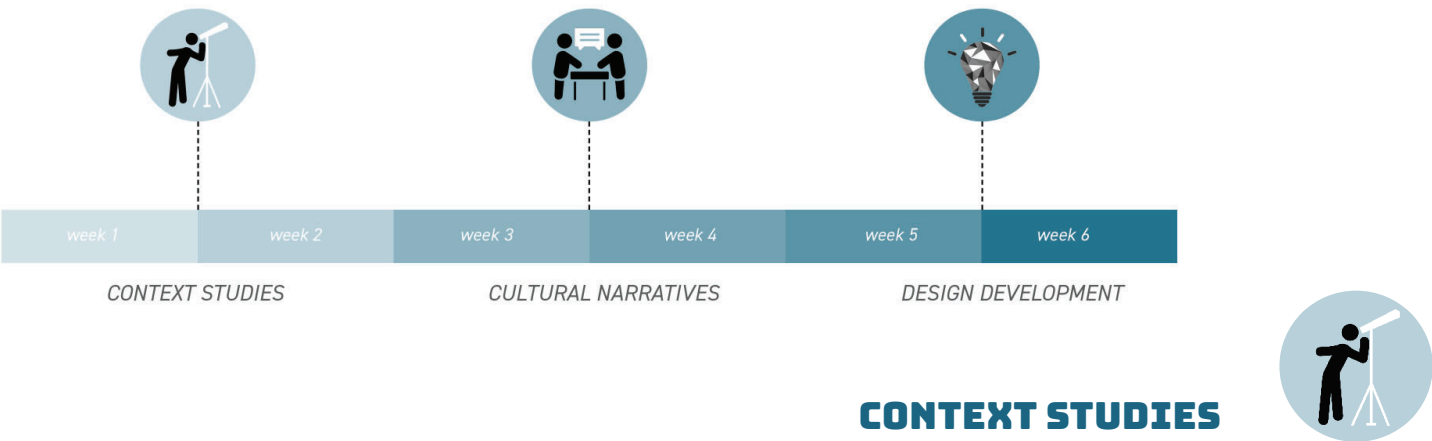 week 1 week 2 week 3 week 4 week 5 week 6
CONTEXT STUDIES CULTURAL NARRATIVES DESIGN DEVELOPMENT
CONTEXT STUDIES